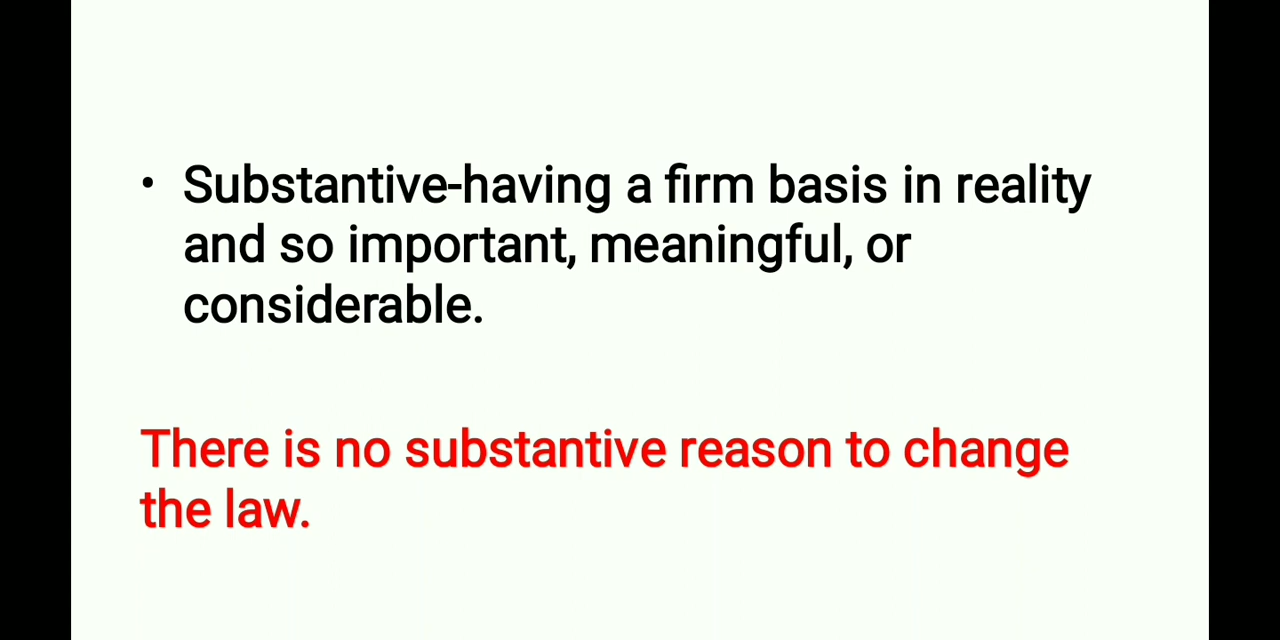 • Substantive-having a firm basis in reality
and so important, meaningful, or
considerable.
There is no substantive reason to change
the law.